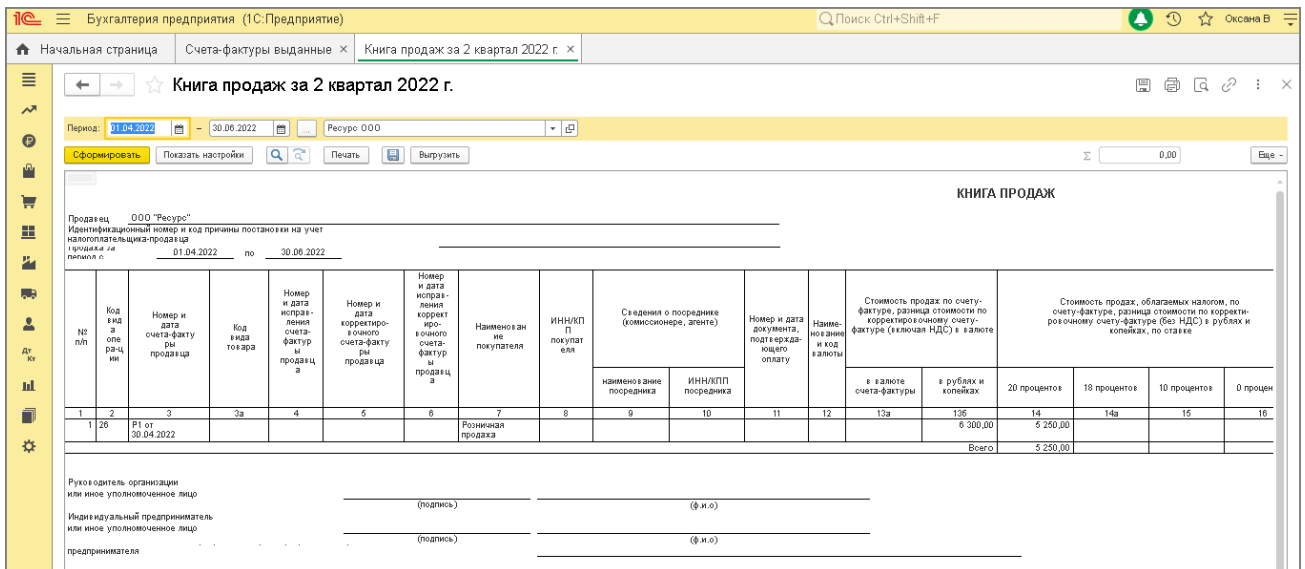 1С Бухгалтерия предприятия (1С:Предприятие) Поиск Ctrl+Shift+F Оксана В
Начальная страница Счета-фактуры выданные × Книга продаж за 2 квартал 2022 г. ×
Книга продаж за 2 квартал 2022 г.
Период: 01.04.2022 – 30.06.2022 ... Ресурс ООО
Сформировать Показать настройки Печать Выгрузить Σ 0,00 Еще -
КНИГА ПРОДАЖ
Продавец ООО "Ресурс"
Идентификационный номер и код причины постановки на учет
налогоплательщика-продавца
Продажа за
период с 01.04.2022 по 30.06.2022
№
п/п
Код
вид
а
опе
ра-ц
ии
Номер и
дата
счета-факту
ры
продавца
Код
вида
товара
Номер
и дата
исправ-
ления
счета-
фактур
ы
продавц
а
Номер и
дата
корректиро-
вочного
счета-факту
ры
продавца
Номер
и дата
исправ-
ления
коррект
иро-
вочного
счета-
фактур
ы
продавц
а
Наименован
ие
покупателя
ИНН/КП
П
покупат
еля
Сведения о посреднике
(комиссионере, агенте)
наименование
посредника
ИНН/КПП
посредника
Номер и дата
документа,
подтвержда-
ющего
оплату
Наиме-
нование
и код
валюты
Стоимость продаж по счету-
фактуре, разница стоимости по
корректировочному счету-
фактуре (включая НДС) в валюте
в валюте
счета-фактуры
в рублях и
копейках
Стоимость продаж, облагаемых налогом, по
счету-фактуре, разница стоимости по корректи-
ровочному счету-фактуре (без НДС) в рублях и
копейках, по ставке
20 процентов 18 процентов 10 процентов 0 процен
1 2 3 3а 4 5 6 7 8 9 10 11 12 13а 13б 14 14а 15 16
1 26 Р1 от Розничная 6 300,00 5 250,00
30.04.2022 продажа
Всего 5 250,00
Руководитель организации
или иное уполномоченное лицо
(подпись) (ф.и.о)
Индивидуальный предприниматель
или иное уполномоченное лицо
(подпись) (ф.и.о)
предпринимателя
Дт
Кт